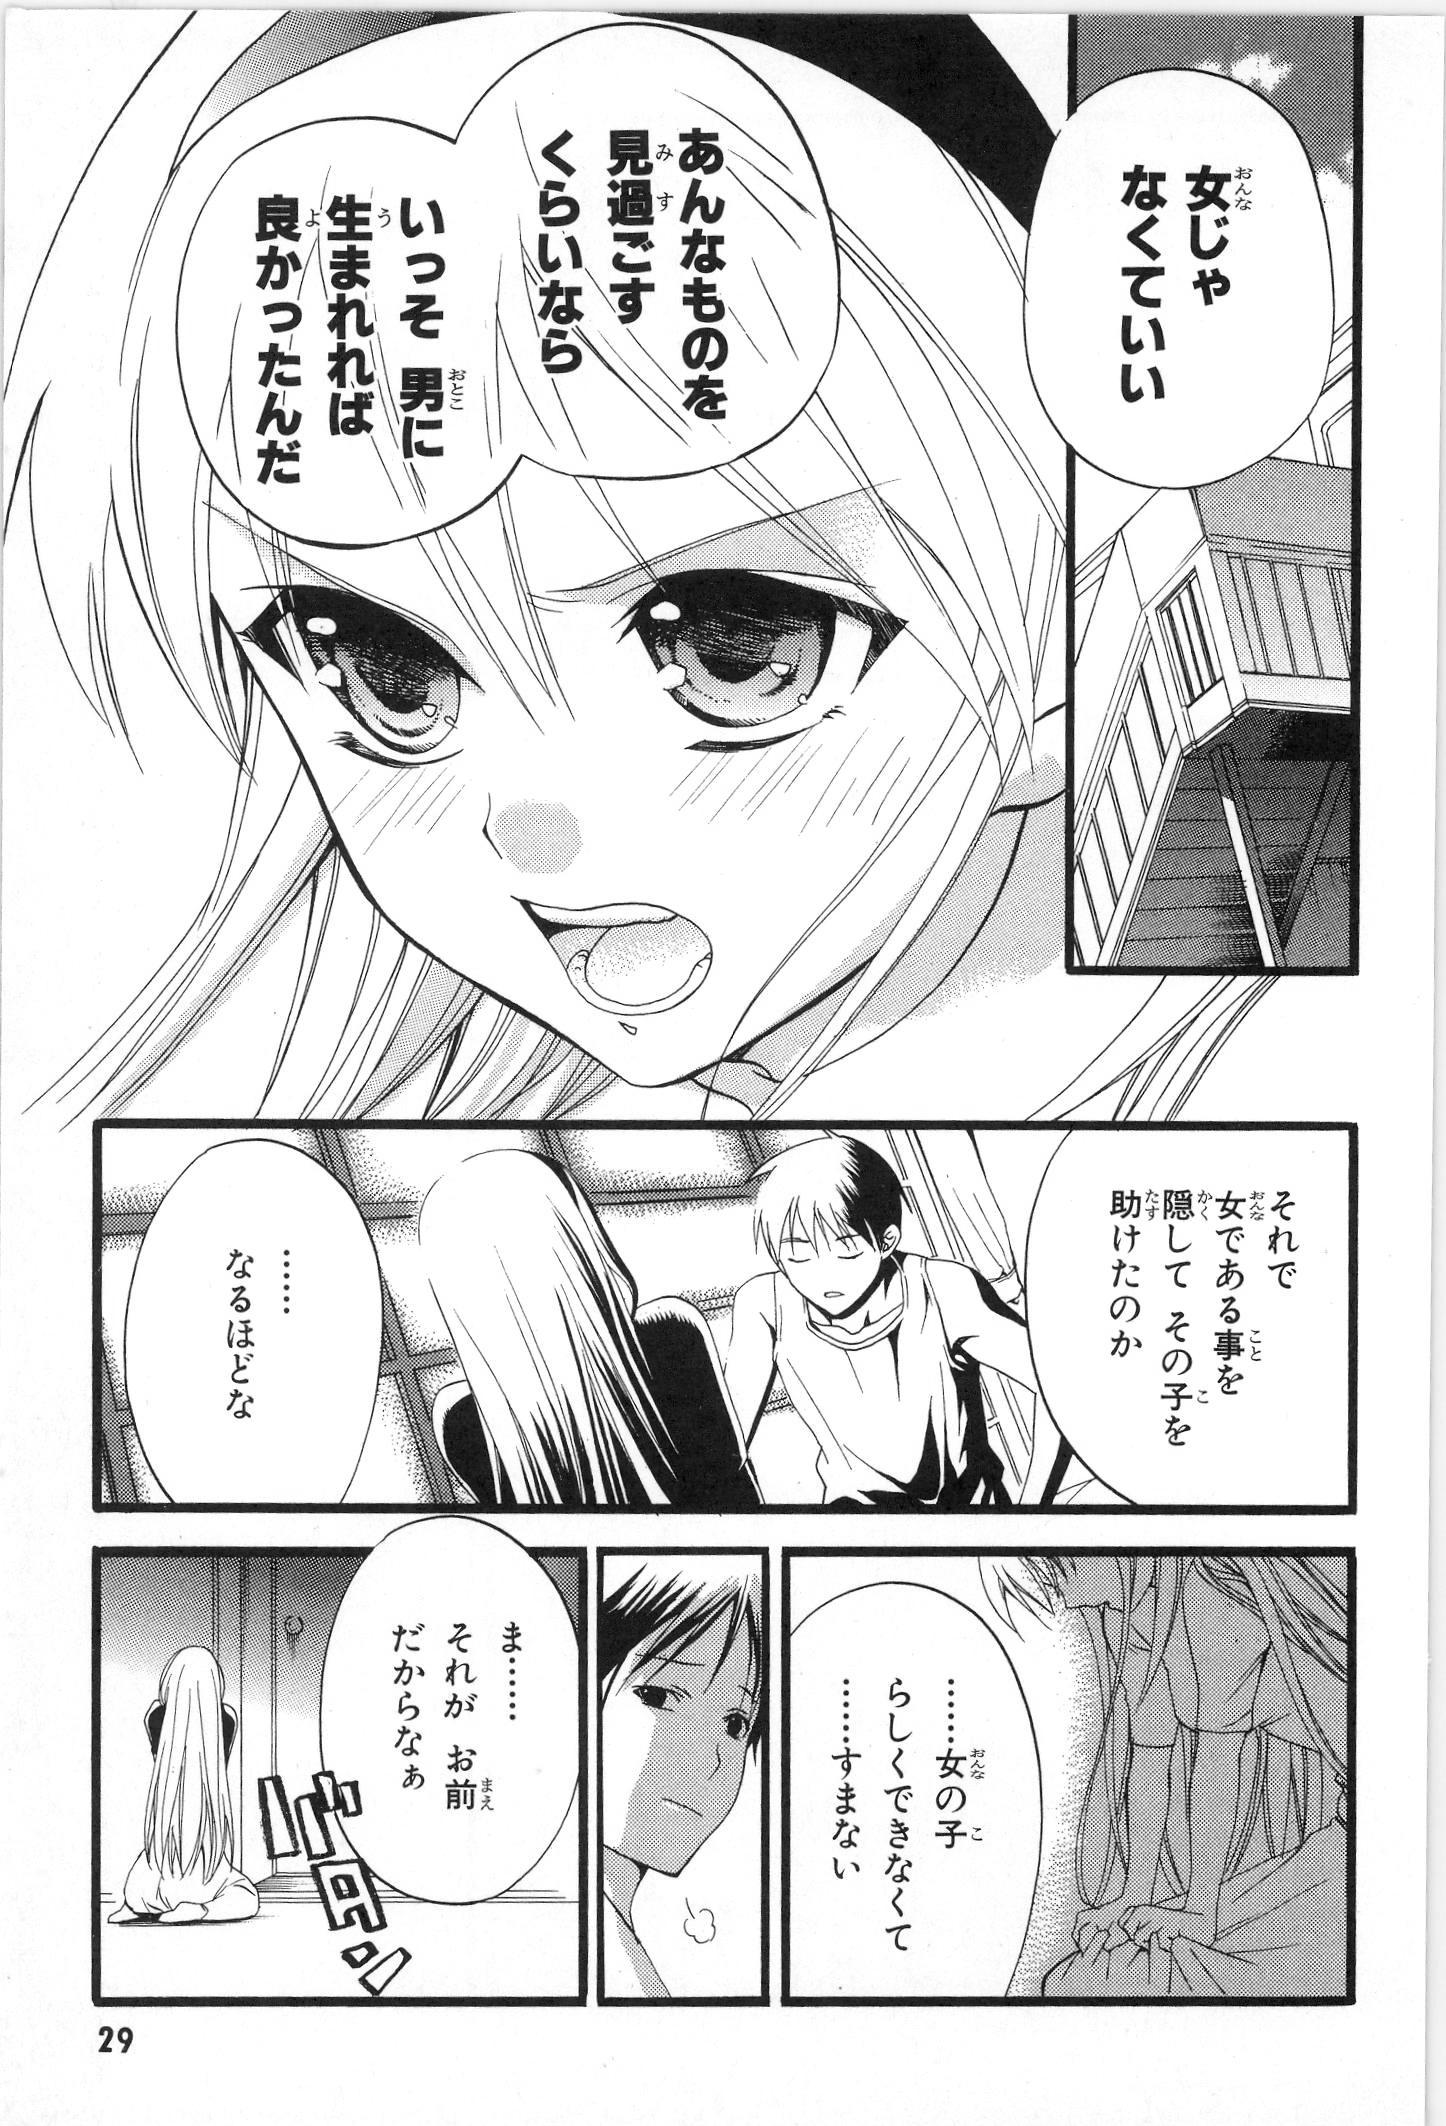 女じゃ
なくていい
あんなものを
見過ごす
くらいなら
いっそ 男に
生まれれば
良かったんだ
それで
女である事を
隠して その子を
助けたのか
……
なるほどな
……女の子
らしくできなくて
……すまない
ま……
それが お前
だからなぁ
29